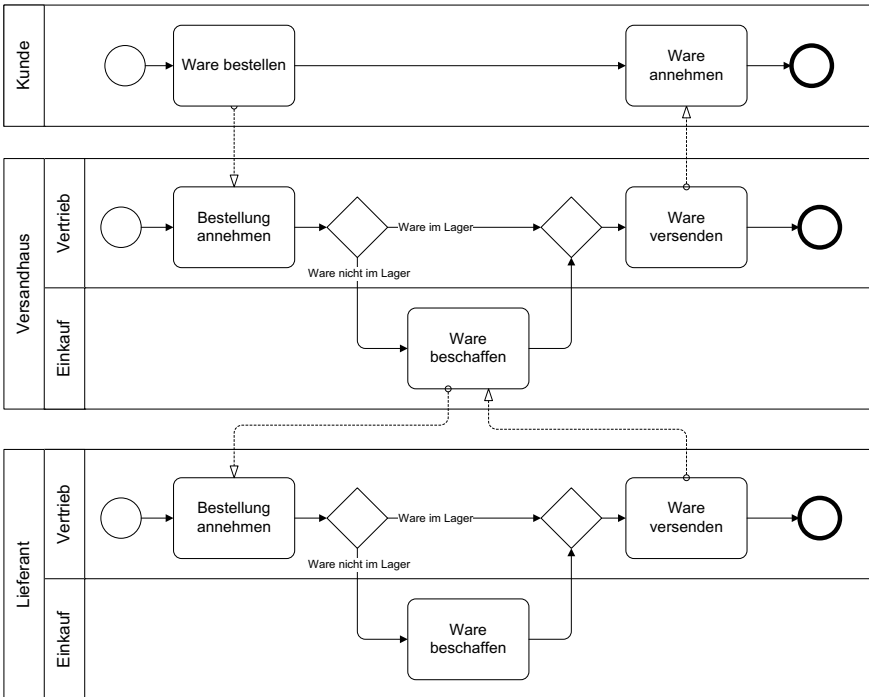 Kunde
Ware bestellen
Ware
annehmen
Versandhaus
Vertrieb
Bestellung
annehmen
Ware im Lager
Ware nicht im Lager
Ware
versenden
Einkauf
Ware
beschaffen
Lieferant
Vertrieb
Bestellung
annehmen
Ware im Lager
Ware nicht im Lager
Ware
versenden
Einkauf
Ware
beschaffen